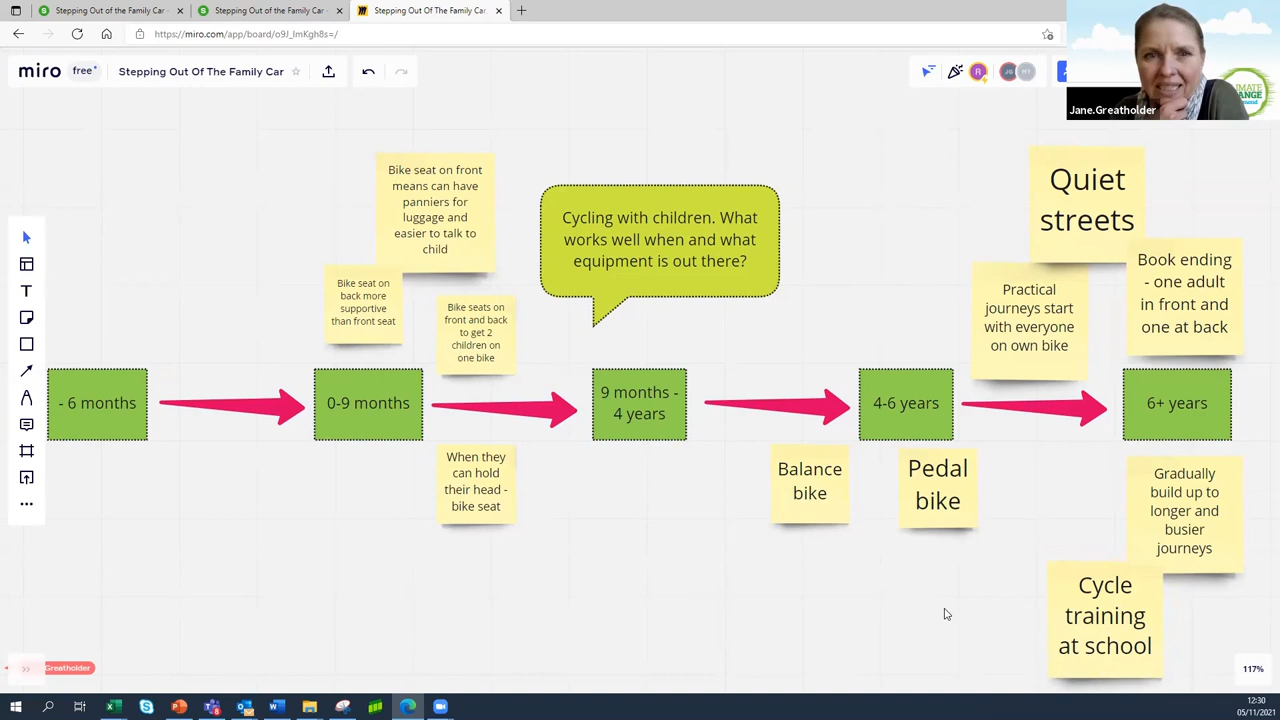 Stepping Out of the Family Car -
Stepping Out of the Family Car -
Stepping Out Of The Family Car
https://miro.com/app/board/o9J_lmKgh8s=/
miro
free
Stepping Out Of The Family Car
R
JG
Jane.Greatholder
Bike seat on front
means can have
panniers for
luggage and
easier to talk to
child
Bike seat on
back more
supportive
than front seat
Bike seats on
front and back
to get 2
children on
one bike
Cycling with children. What
works well when and what
equipment is out there?
Quiet
streets
Practical
journeys start
with everyone
on own bike
Book ending
- one adult
in front and
one at back
- 6 months
0-9 months
9 months -
4 years
4-6 years
6+ years
When they
can hold
their head -
bike seat
Balance
bike
Pedal
bike
Gradually
build up to
longer and
busier
journeys
Cycle
training
at school
Greatholder
117%
12:30
05/11/2021